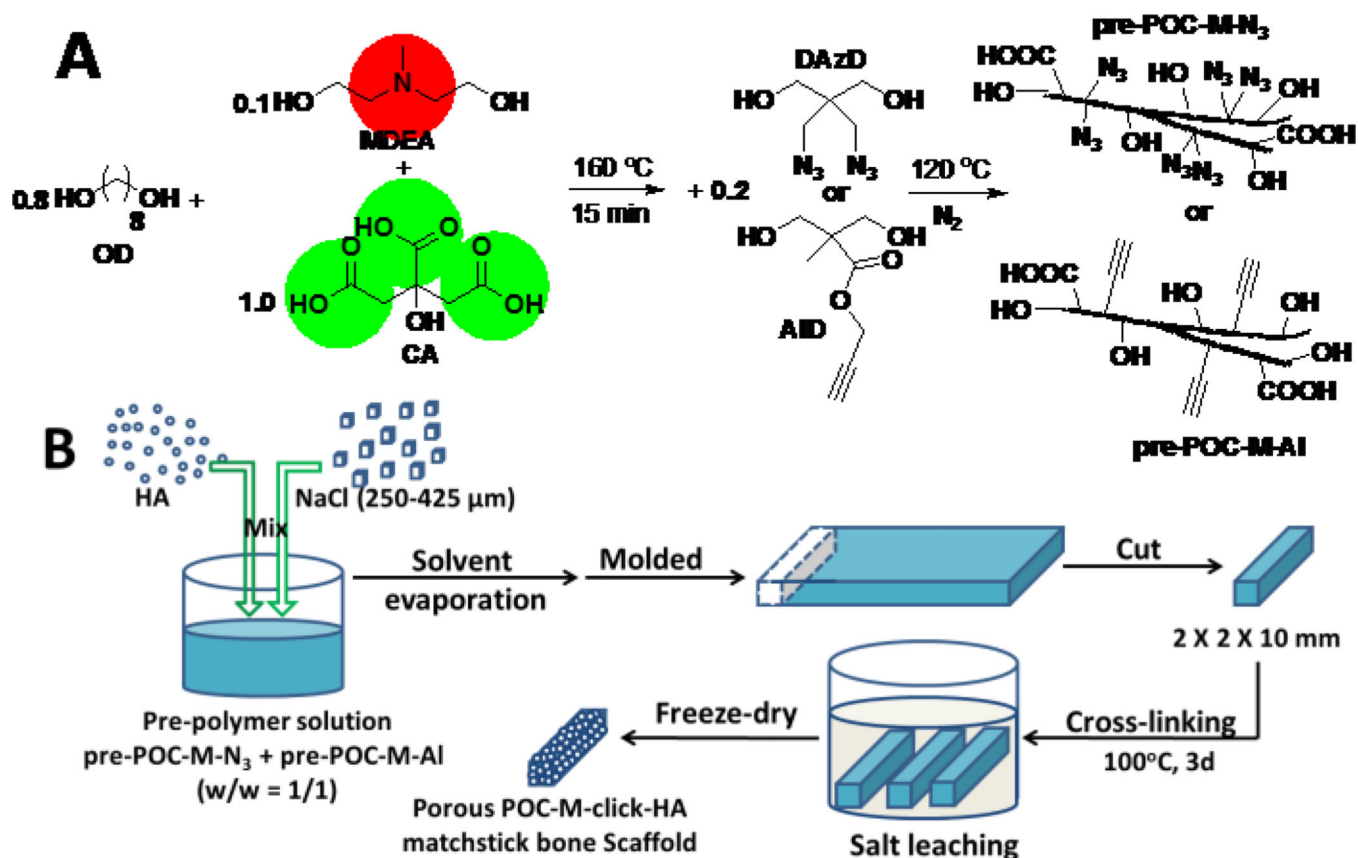 A
0.8 HO
8
OH +
OD
0.1 HO
N
OH
MDEA
+
1.0
HO
O
HO
O
O
OH
OH
CA
160 °C
15 min
+ 0.2
DAzD
HO
OH
N₃ N₃
or
HO
OH
O
O
AlD
120 °C
N₂
pre-POC-M-N₃
HOOC
HO
N₃
HO
N₃
N₃
OH
N₃
OH
N₃
N₃
COOH
OH
or
HOOC
HO
HO
OH
OH
OH
COOH
pre-POC-M-Al
B
HA
NaCl (250-425 µm)
Mix
Pre-polymer solution
pre-POC-M-N₃ + pre-POC-M-Al
(w/w = 1/1)
Solvent
evaporation
Molded
Cut
2 X 2 X 10 mm
Cross-linking
100°C, 3d
Salt leaching
Freeze-dry
Porous POC-M-click-HA
matchstick bone Scaffold